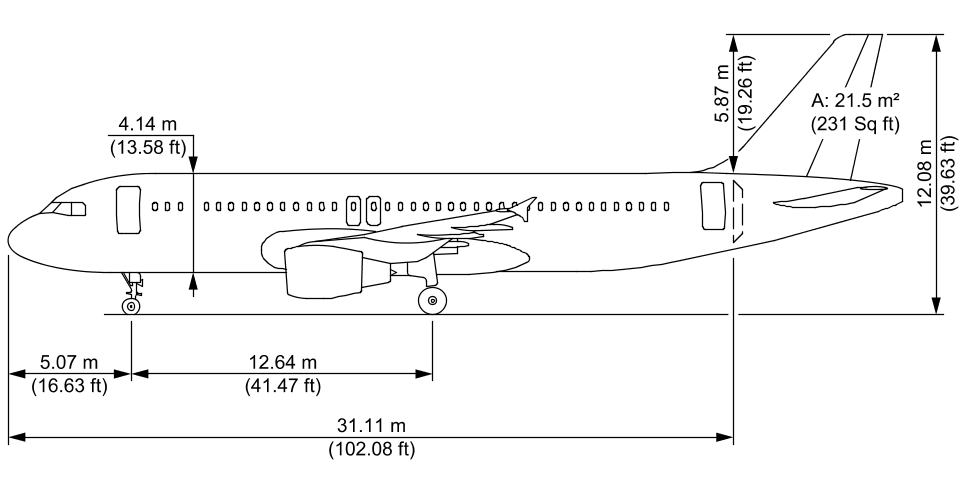 5.87 m
(19.26 ft)
A: 21.5 m²
(231 Sq ft)
4.14 m
(13.58 ft)
12.08 m
(39.63 ft)
5.07 m
(16.63 ft)
12.64 m
(41.47 ft)
31.11 m
(102.08 ft)